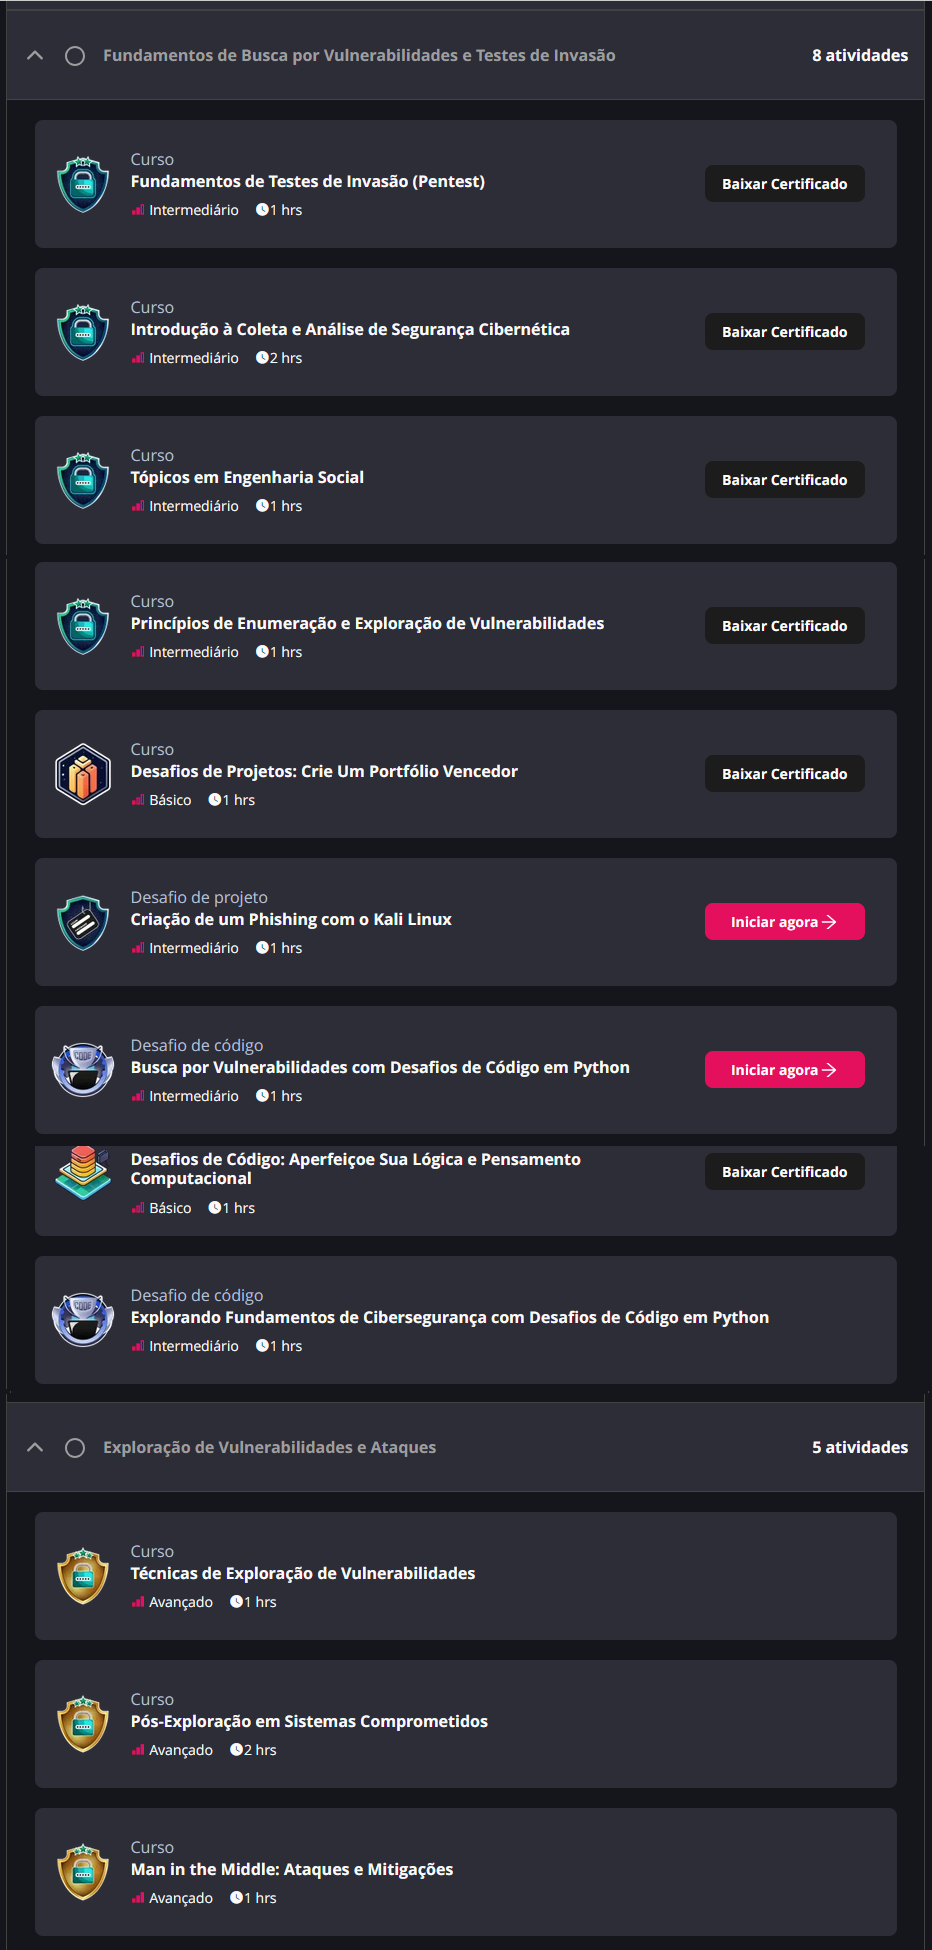 Fundamentos de Busca por Vulnerabilidades e Testes de Invasão
8 atividades
Curso
Fundamentos de Testes de Invasão (Pentest)
Intermediário 1 hrs
Baixar Certificado
Curso
Introdução à Coleta e Análise de Segurança Cibernética
Intermediário 2 hrs
Baixar Certificado
Curso
Tópicos em Engenharia Social
Intermediário 1 hrs
Baixar Certificado
Curso
Princípios de Enumeração e Exploração de Vulnerabilidades
Intermediário 1 hrs
Baixar Certificado
Curso
Desafios de Projetos: Crie Um Portfólio Vencedor
Básico 1 hrs
Baixar Certificado
Desafio de projeto
Criação de um Phishing com o Kali Linux
Intermediário 1 hrs
Iniciar agora
Desafio de código
Busca por Vulnerabilidades com Desafios de Código em Python
Intermediário 1 hrs
Iniciar agora
CODE
Desafios de Código: Aperfeiçoe Sua Lógica e Pensamento
Computacional
Básico 1 hrs
Baixar Certificado
Desafio de código
Explorando Fundamentos de Cibersegurança com Desafios de Código em Python
Intermediário 1 hrs
CODE
Exploração de Vulnerabilidades e Ataques
5 atividades
Curso
Técnicas de Exploração de Vulnerabilidades
Avançado 1 hrs
Curso
Pós-Exploração em Sistemas Comprometidos
Avançado 2 hrs
Curso
Man in the Middle: Ataques e Mitigações
Avançado 1 hrs